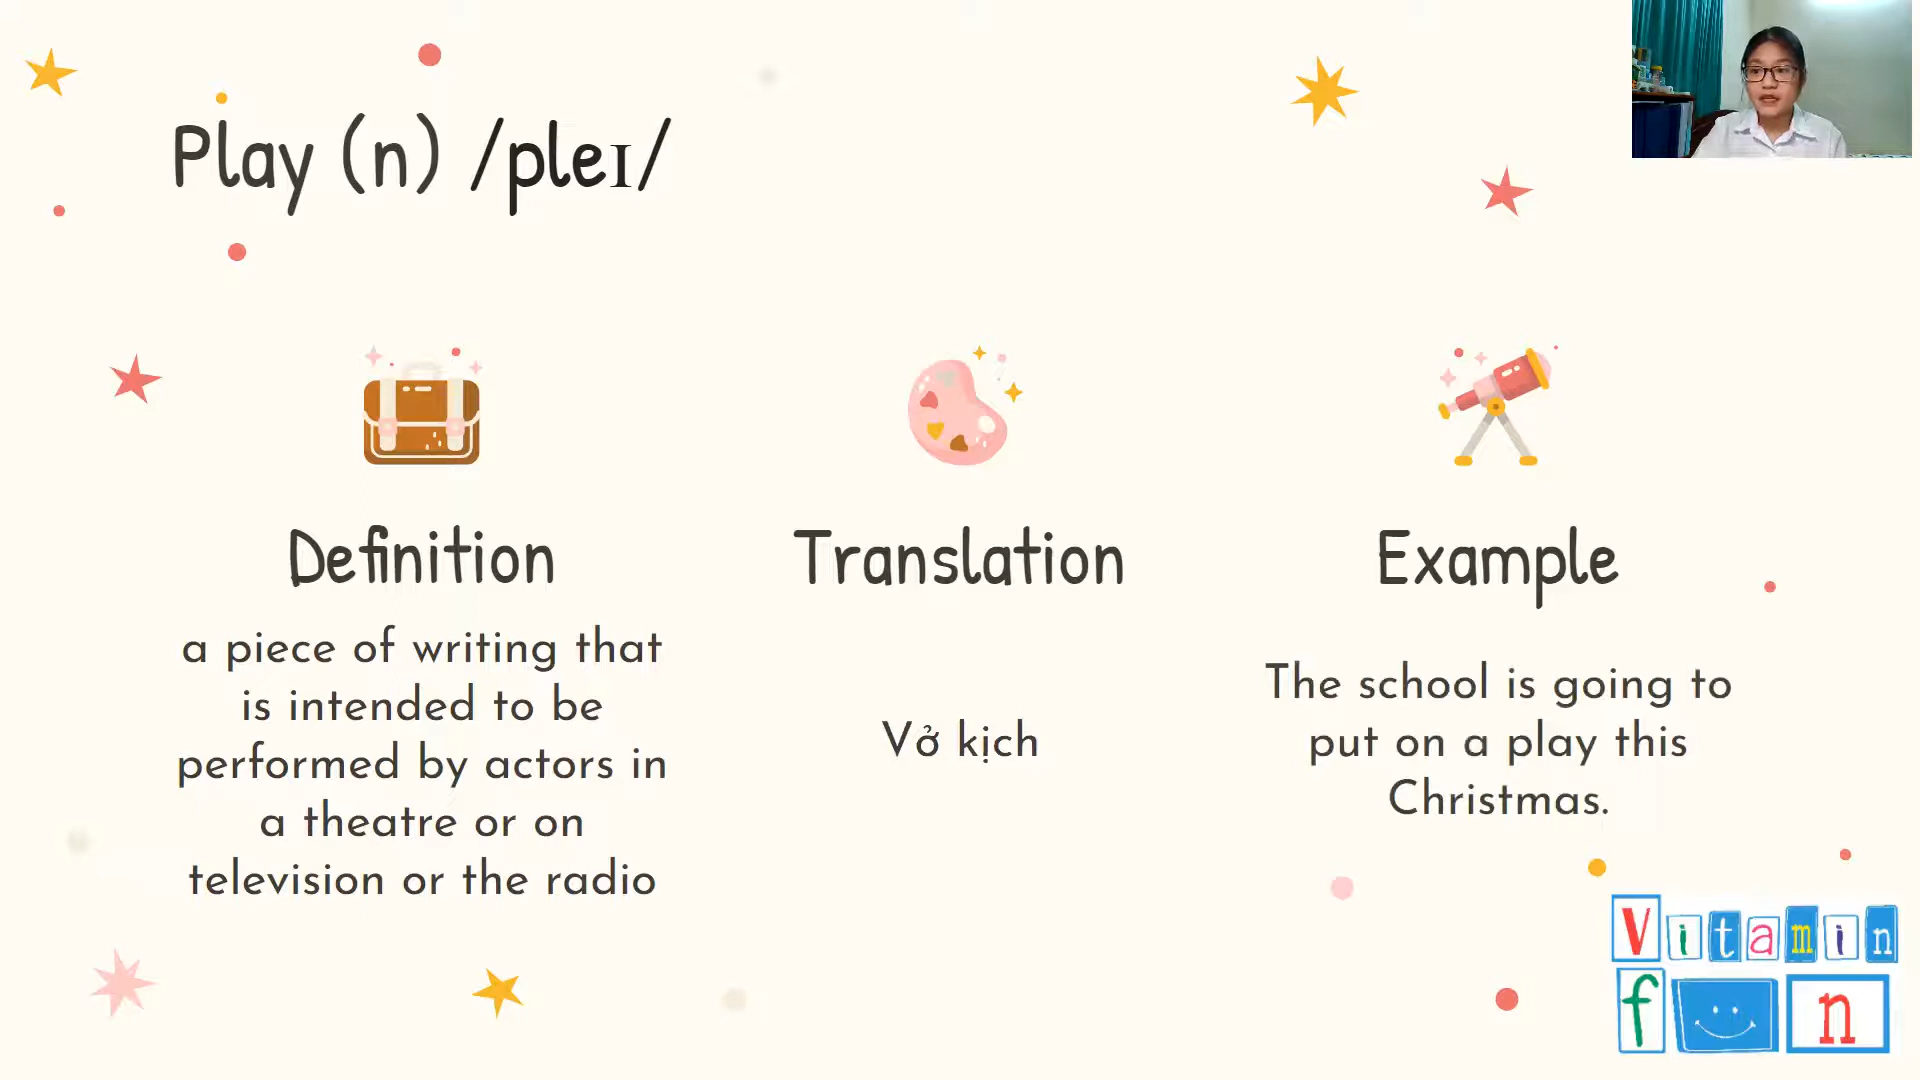 Play (n) /pleɪ/
Definition
a piece of writing that
is intended to be
performed by actors in
a theatre or on
television or the radio
Translation
Vở kịch
Example
The school is going to
put on a play this
Christmas.
Vitamin
fn